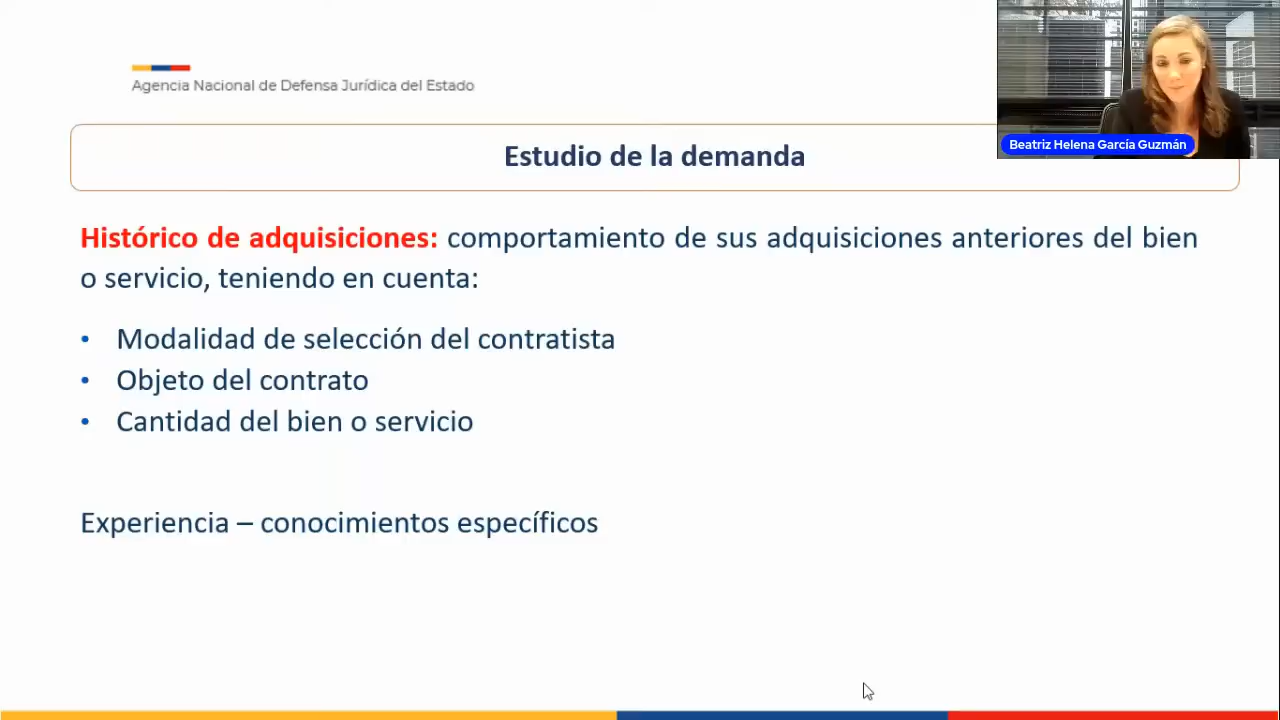 Agencia Nacional de Defensa Jurídica del Estado
Beatriz Helena García Guzmán
Estudio de la demanda
Histórico de adquisiciones: comportamiento de sus adquisiciones anteriores del bien
o servicio, teniendo en cuenta:
• Modalidad de selección del contratista
• Objeto del contrato
• Cantidad del bien o servicio
Experiencia – conocimientos específicos